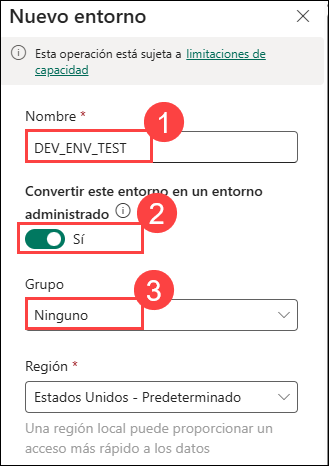 Nuevo entorno
Esta operación está sujeta a limitaciones de
capacidad
Nombre *
1
DEV_ENV_TEST
Convertir este entorno en un entorno
administrado
2
Sí
Grupo
3
Ninguno
Región *
Estados Unidos - Predeterminado
Una región local puede proporcionar un
acceso más rápido a los datos